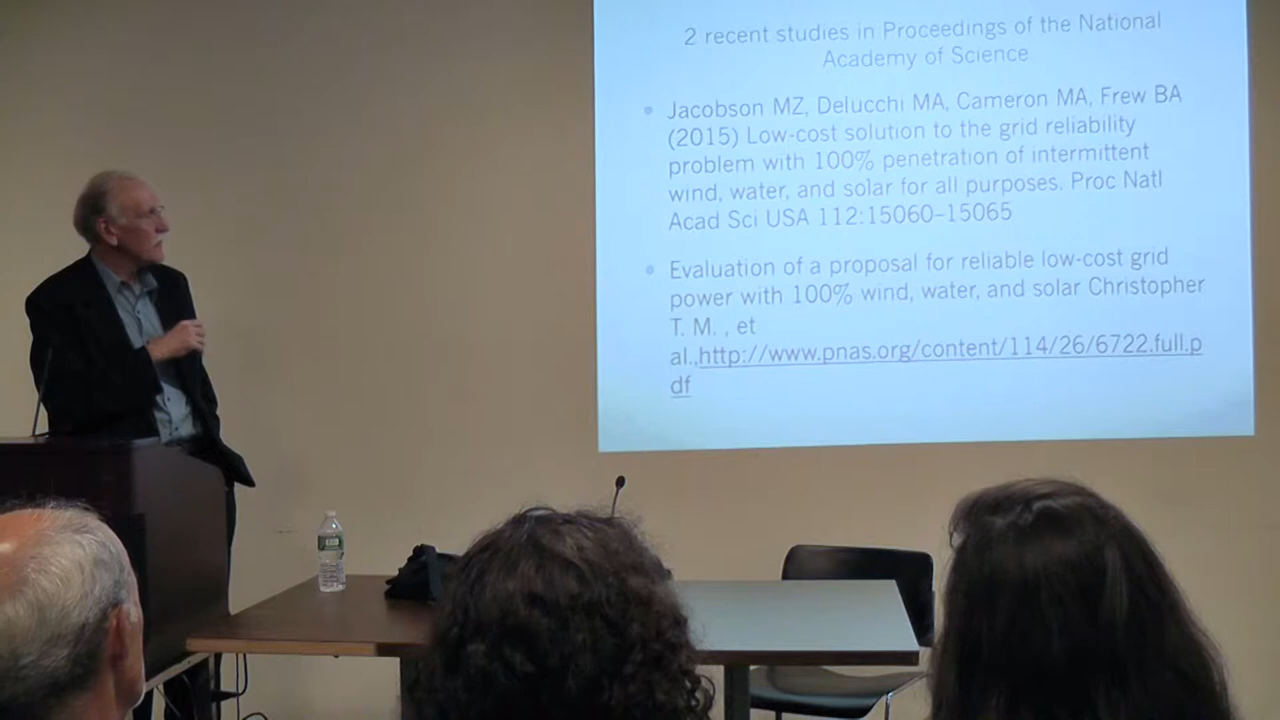 2 recent studies in Proceedings of the National
Academy of Science
• Jacobson MZ, Delucchi MA, Cameron MA, Frew BA
(2015) Low-cost solution to the grid reliability
problem with 100% penetration of intermittent
wind, water, and solar for all purposes. Proc Natl
Acad Sci USA 112:15060–15065
• Evaluation of a proposal for reliable low-cost grid
power with 100% wind, water, and solar Christopher
T. M. , et
al.,http://www.pnas.org/content/114/26/6722.full.p
df